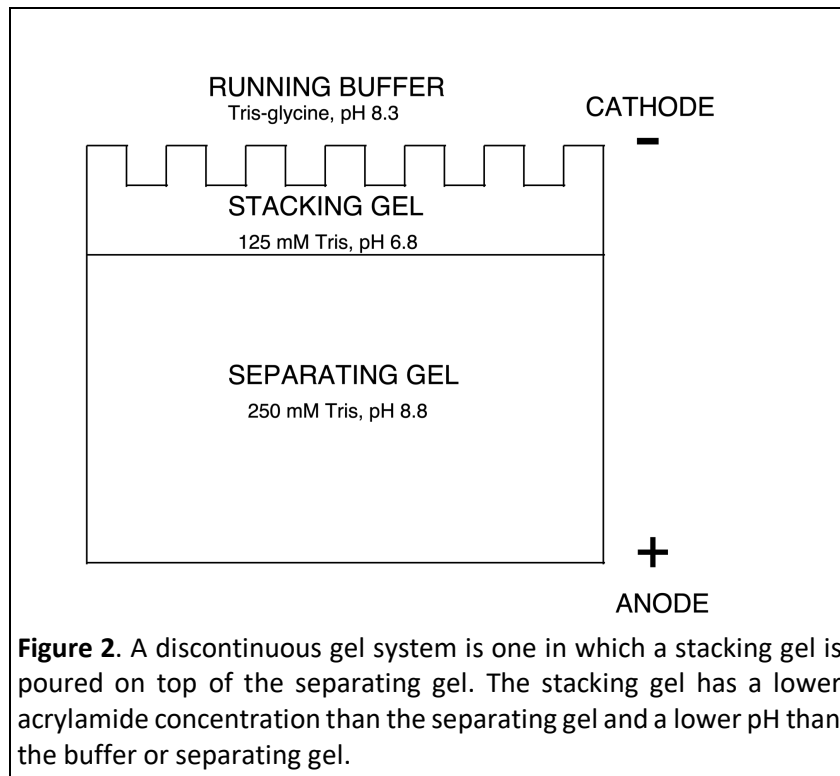 RUNNING BUFFER
Tris-glycine, pH 8.3
CATHODE
-
STACKING GEL
125 mM Tris, pH 6.8
SEPARATING GEL
250 mM Tris, pH 8.8
+
ANODE
Figure 2. A discontinuous gel system is one in which a stacking gel is
poured on top of the separating gel. The stacking gel has a lower
acrylamide concentration than the separating gel and a lower pH than
the buffer or separating gel.